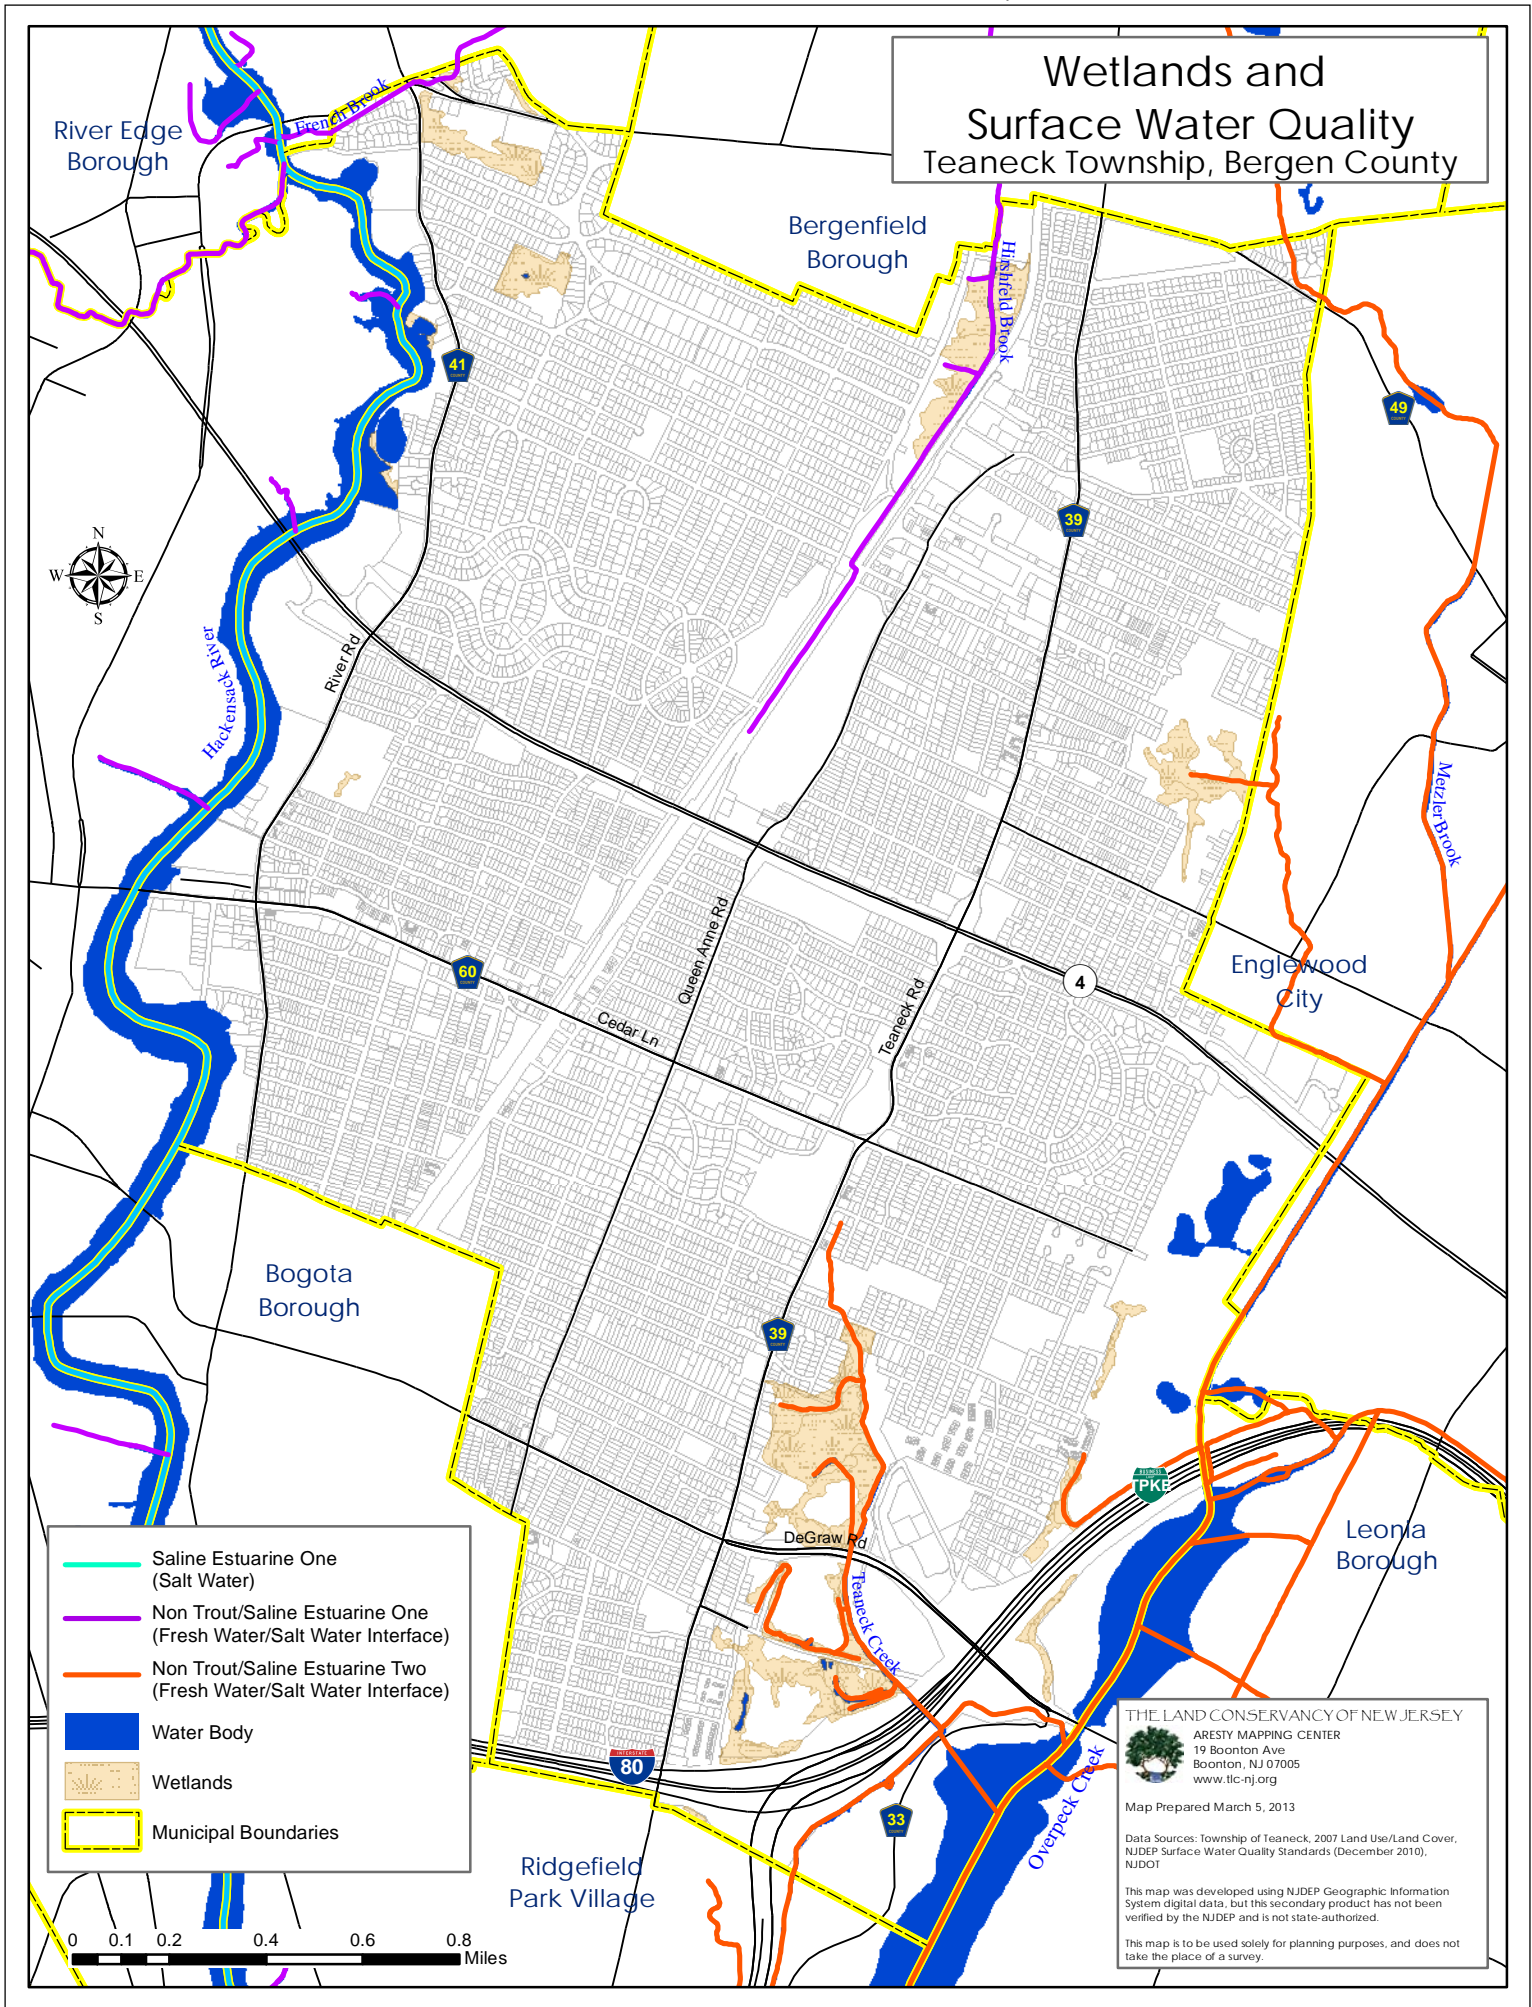 Wetlands and
Surface Water Quality
Teaneck Township, Bergen County
River Edge
Borough
French Brook
Bergenfield
Borough
Hirshfeld Brook
41
COUNTY
49
COUNTY
39
COUNTY
N
W
E
S
River Rd
Hackensack River
Metzler Brook
Queen Anne Rd
60
COUNTY
Cedar Ln
Teaneck Rd
4
Englewood
City
Bogota
Borough
39
COUNTY
BUSINESS
TPKE
Leonia
Borough
DeGraw Rd
Teaneck Creek
Saline Estuarine One
(Salt Water)
Non Trout/Saline Estuarine One
(Fresh Water/Salt Water Interface)
Non Trout/Saline Estuarine Two
(Fresh Water/Salt Water Interface)
Water Body
Wetlands
Municipal Boundaries
INTERSTATE
80
33
COUNTY
Overpeck Creek
Ridgefield
Park Village
0 0.1 0.2 0.4 0.6 0.8
Miles
THE LAND CONSERVANCY OF NEW JERSEY
ARESTY MAPPING CENTER
19 Boonton Ave
Boonton, NJ 07005
www.tlc-nj.org
Map Prepared March 5, 2013
Data Sources: Township of Teaneck, 2007 Land Use/Land Cover,
NJDEP Surface Water Quality Standards (December 2010),
NJDOT
This map was developed using NJDEP Geographic Information
System digital data, but this secondary product has not been
verified by the NJDEP and is not state-authorized.
This map is to be used solely for planning purposes, and does not
take the place of a survey.